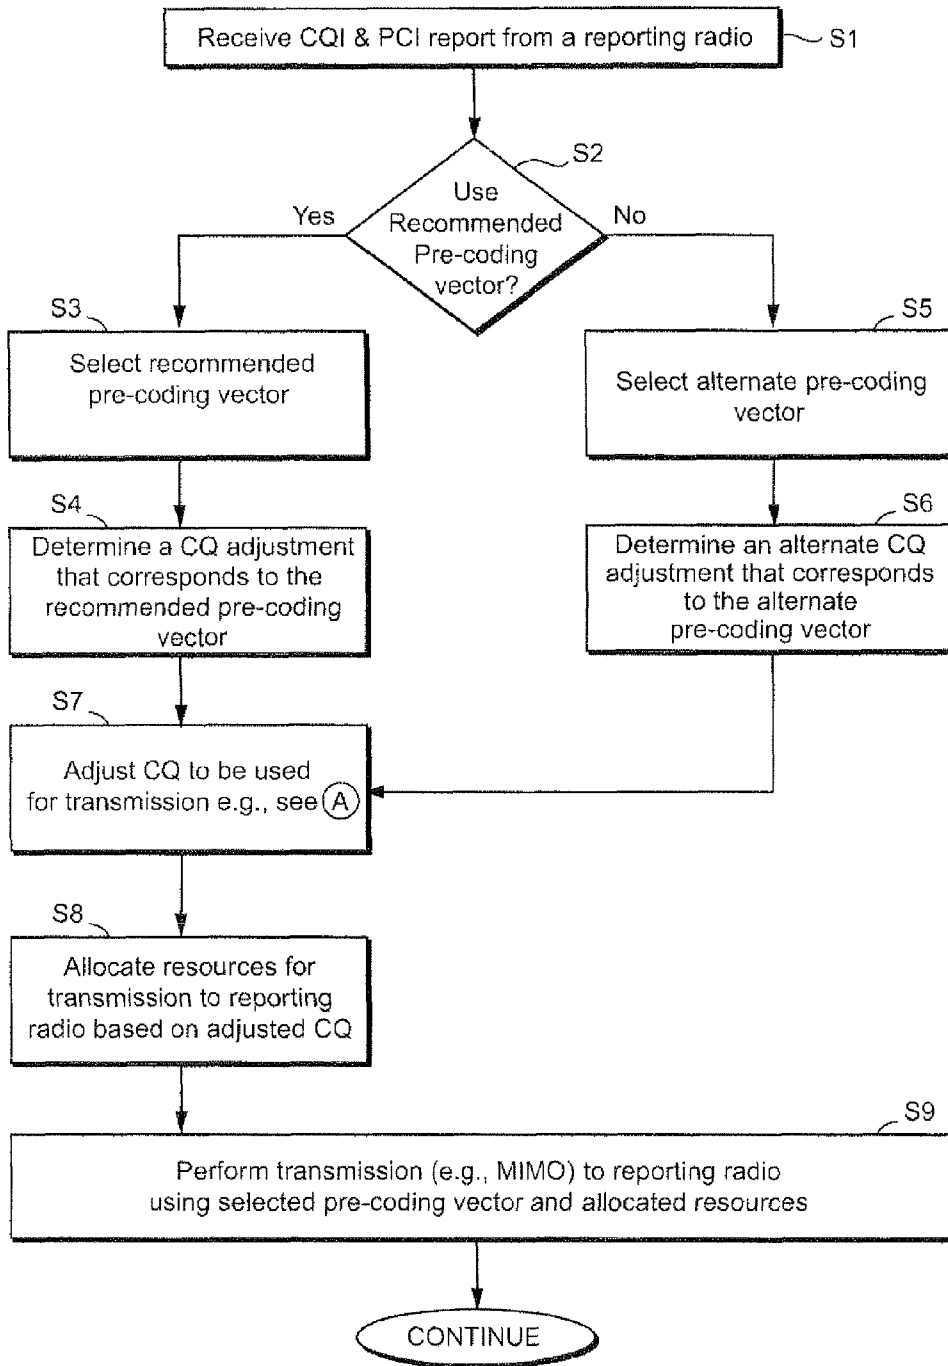 Receive CQI & PCI report from a reporting radio
S1
S2
Use
Recommended
Pre-coding
vector?
Yes
No
S3
Select recommended
pre-coding vector
S5
Select alternate pre-coding
vector
S4
Determine a CQ adjustment
that corresponds to the
recommended pre-coding
vector
S6
Determine an alternate CQ
adjustment that corresponds
to the alternate
pre-coding vector
S7
Adjust CQ to be used
for transmission e.g., see A
S8
Allocate resources for
transmission to reporting
radio based on adjusted CQ
S9
Perform transmission (e.g., MIMO) to reporting radio
using selected pre-coding vector and allocated resources
CONTINUE